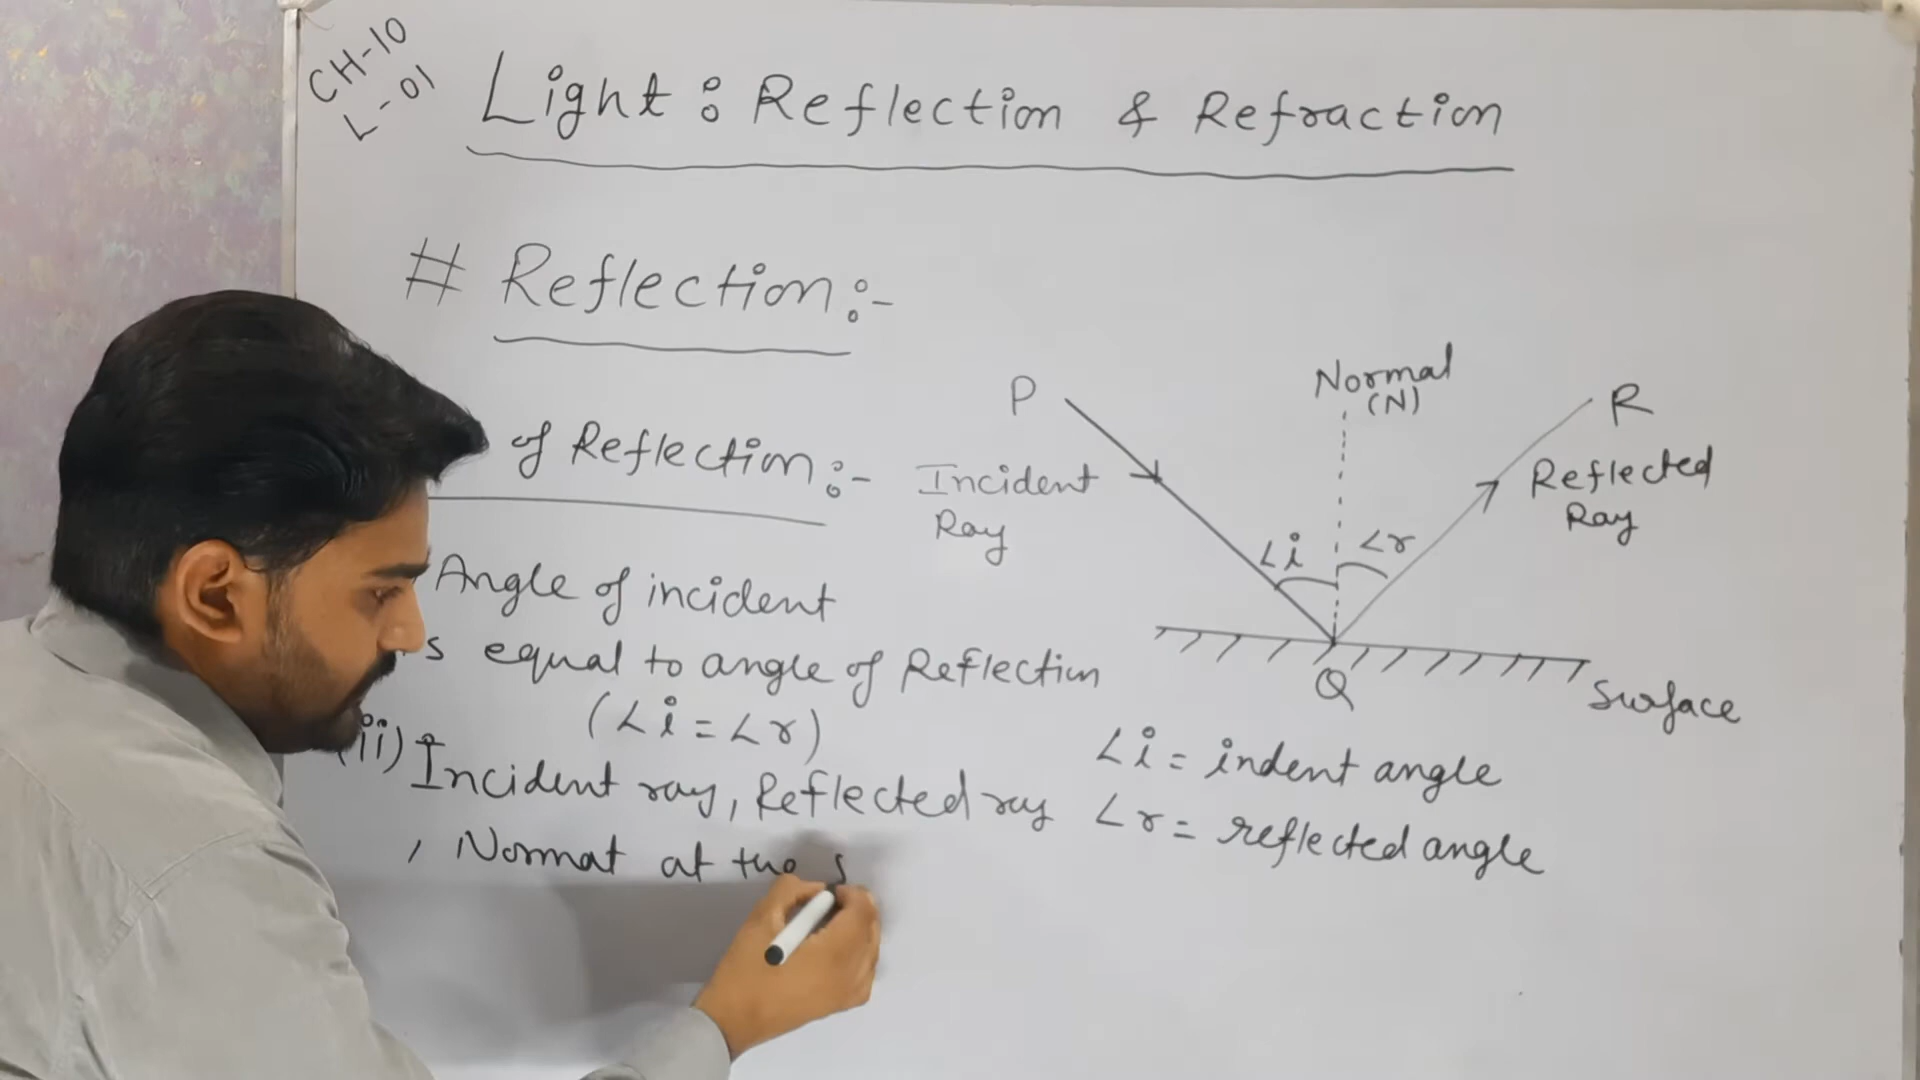 CH-10
L-01
Light : Reflection & Refraction
# Reflection :-
of Reflection :-
Angle of incident
s equal to angle of Reflection
(∠i = ∠r)
(ii) Incident ray, Reflected ray
, Normat at the s
P
Incident
Ray
Normal
(N)
R
Reflected
Ray
∠i
∠r
Q
Surface
∠i = indent angle
∠r = reflected angle